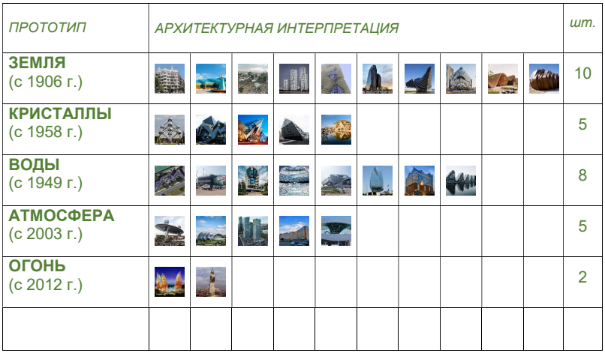 ПРОТОТИП АРХИТЕКТУРНАЯ ИНТЕРПРЕТАЦИЯ шт.
ЗЕМЛЯ
(с 1906 г.) 10
КРИСТАЛЛЫ
(с 1958 г.) 5
ВОДЫ
(с 1949 г.) 8
АТМОСФЕРА
(с 2003 г.) 5
ОГОНЬ
(с 2012 г.) 2